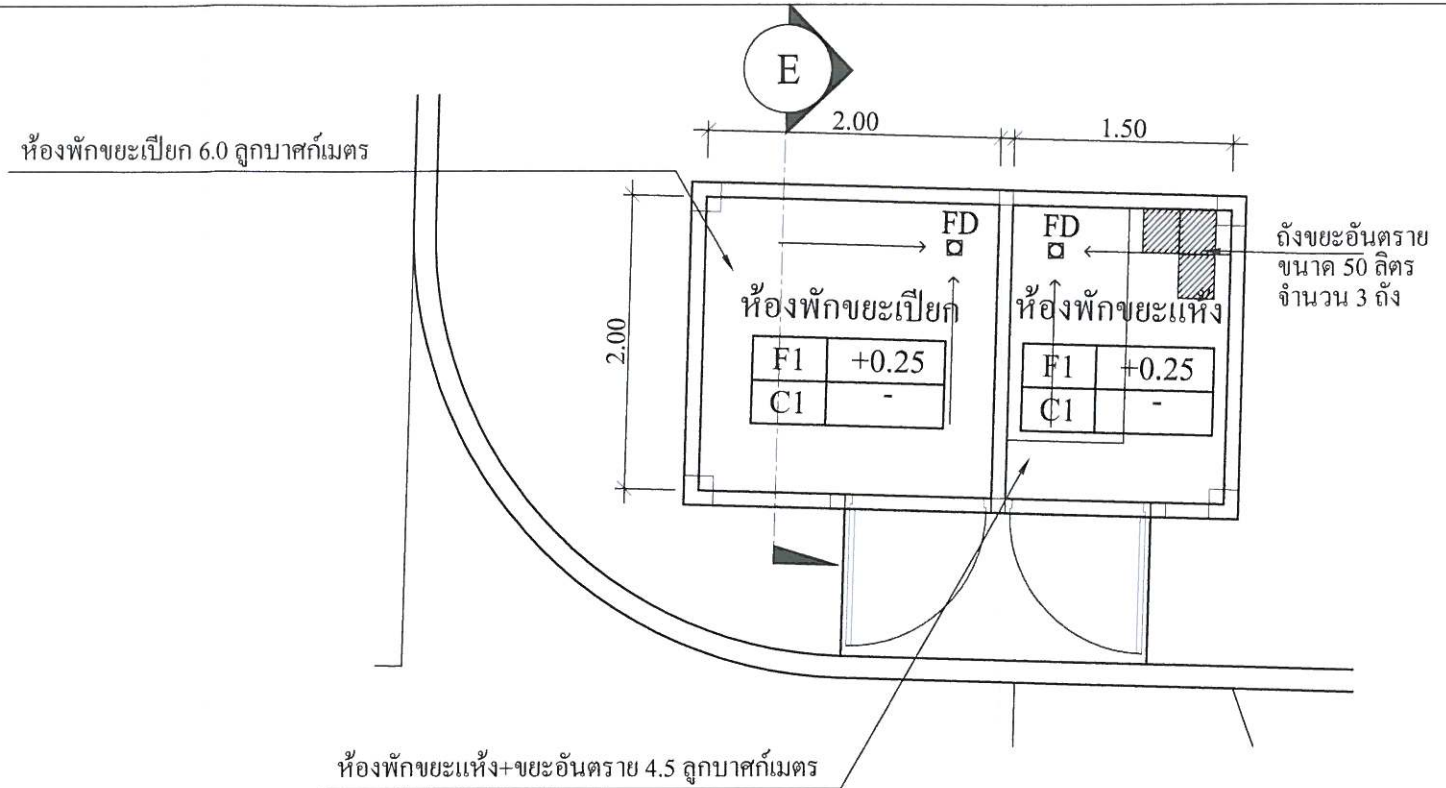 E
2.00
1.50
ห้องพักขยะเปียก 6.0 ลูกบาศก์เมตร
2.00
FD
FD
ถังขยะอันตราย
ขนาด 50 ลิตร
จำนวน 3 ถัง
ห้องพักขยะเปียก
ห้องพักขยะแห้ง
F1 +0.25
C1 -
F1 +0.25
C1 -
ห้องพักขยะแห้ง+ขยะอันตราย 4.5 ลูกบาศก์เมตร